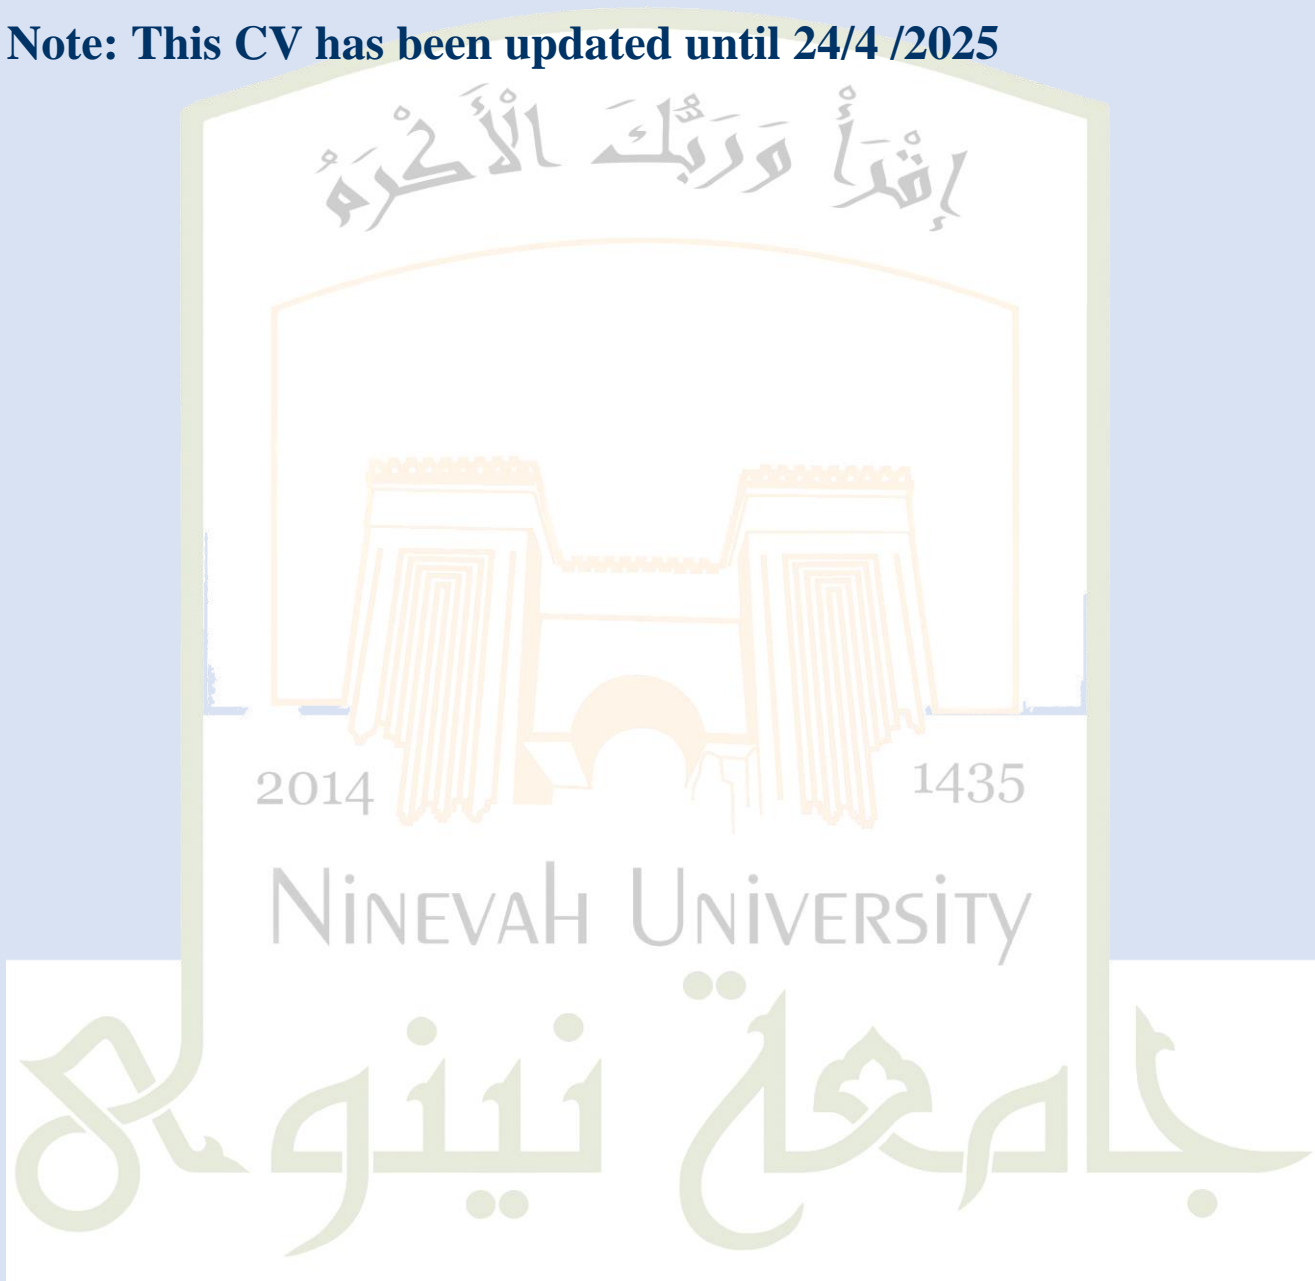 Note: This CV has been updated until 24/4 /2025
إِقْرَأْ وَرَبُّكَ الْأَكْرَمُ
2014 1435
NINEVAH UNIVERSITY
جامعة نينوى